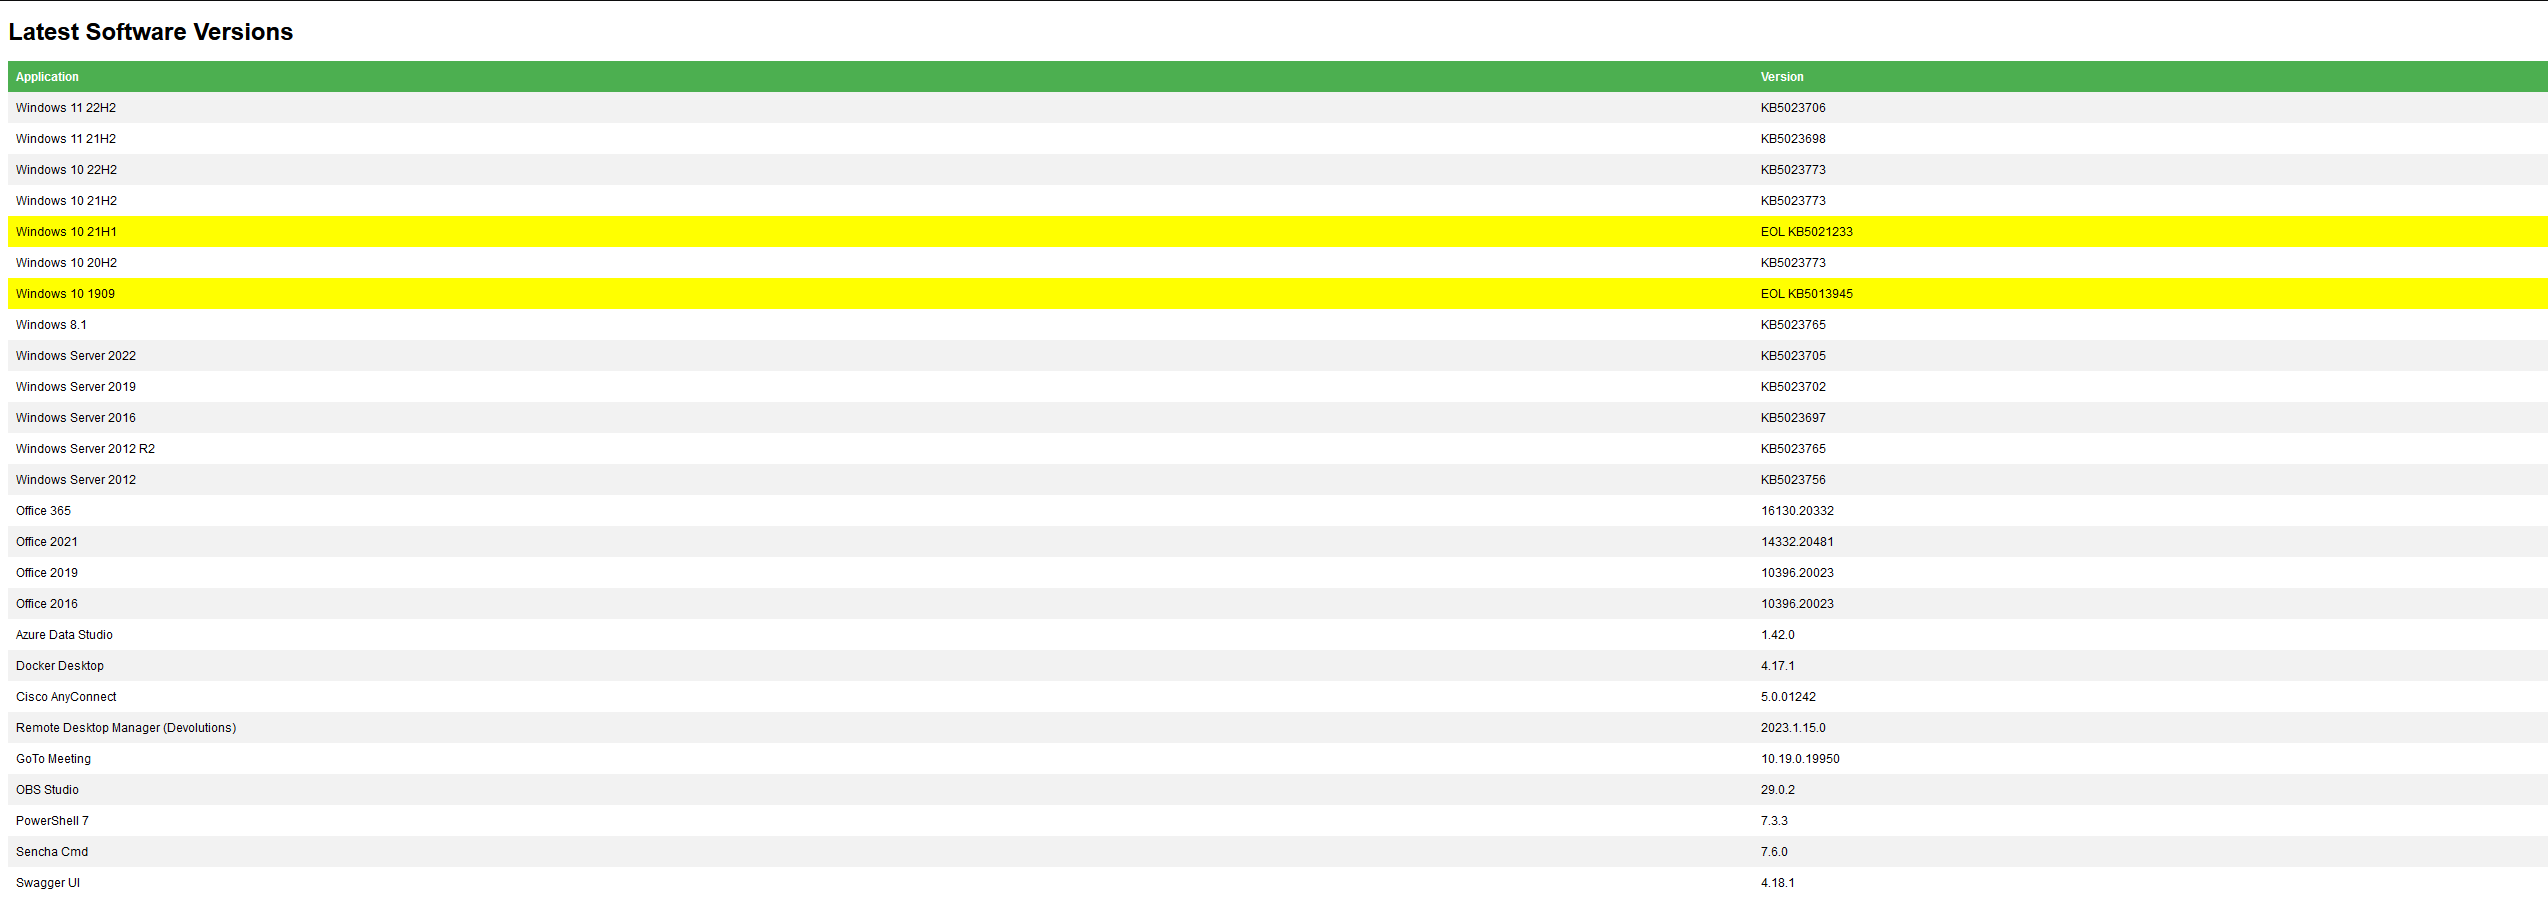 Latest Software Versions
Application Version
Windows 11 22H2 KB5023706
Windows 11 21H2 KB5023698
Windows 10 22H2 KB5023773
Windows 10 21H2 KB5023773
Windows 10 21H1 EOL KB5021233
Windows 10 20H2 KB5023773
Windows 10 1909 EOL KB5013945
Windows 8.1 KB5023765
Windows Server 2022 KB5023705
Windows Server 2019 KB5023702
Windows Server 2016 KB5023697
Windows Server 2012 R2 KB5023765
Windows Server 2012 KB5023756
Office 365 16130.20332
Office 2021 14332.20481
Office 2019 10396.20023
Office 2016 10396.20023
Azure Data Studio 1.42.0
Docker Desktop 4.17.1
Cisco AnyConnect 5.0.01242
Remote Desktop Manager (Devolutions) 2023.1.15.0
GoTo Meeting 10.19.0.19950
OBS Studio 29.0.2
PowerShell 7 7.3.3
Sencha Cmd 7.6.0
Swagger UI 4.18.1